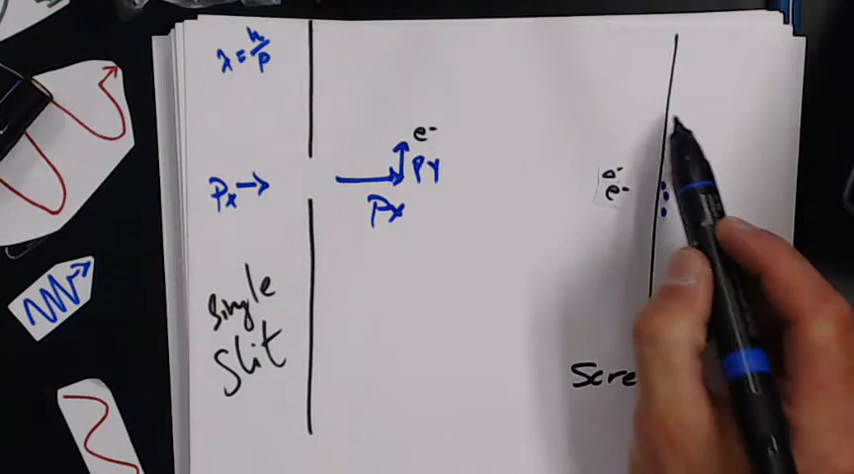 λ = h/p
e-
Py
Px →
Px
e-
Single
Slit
Scre